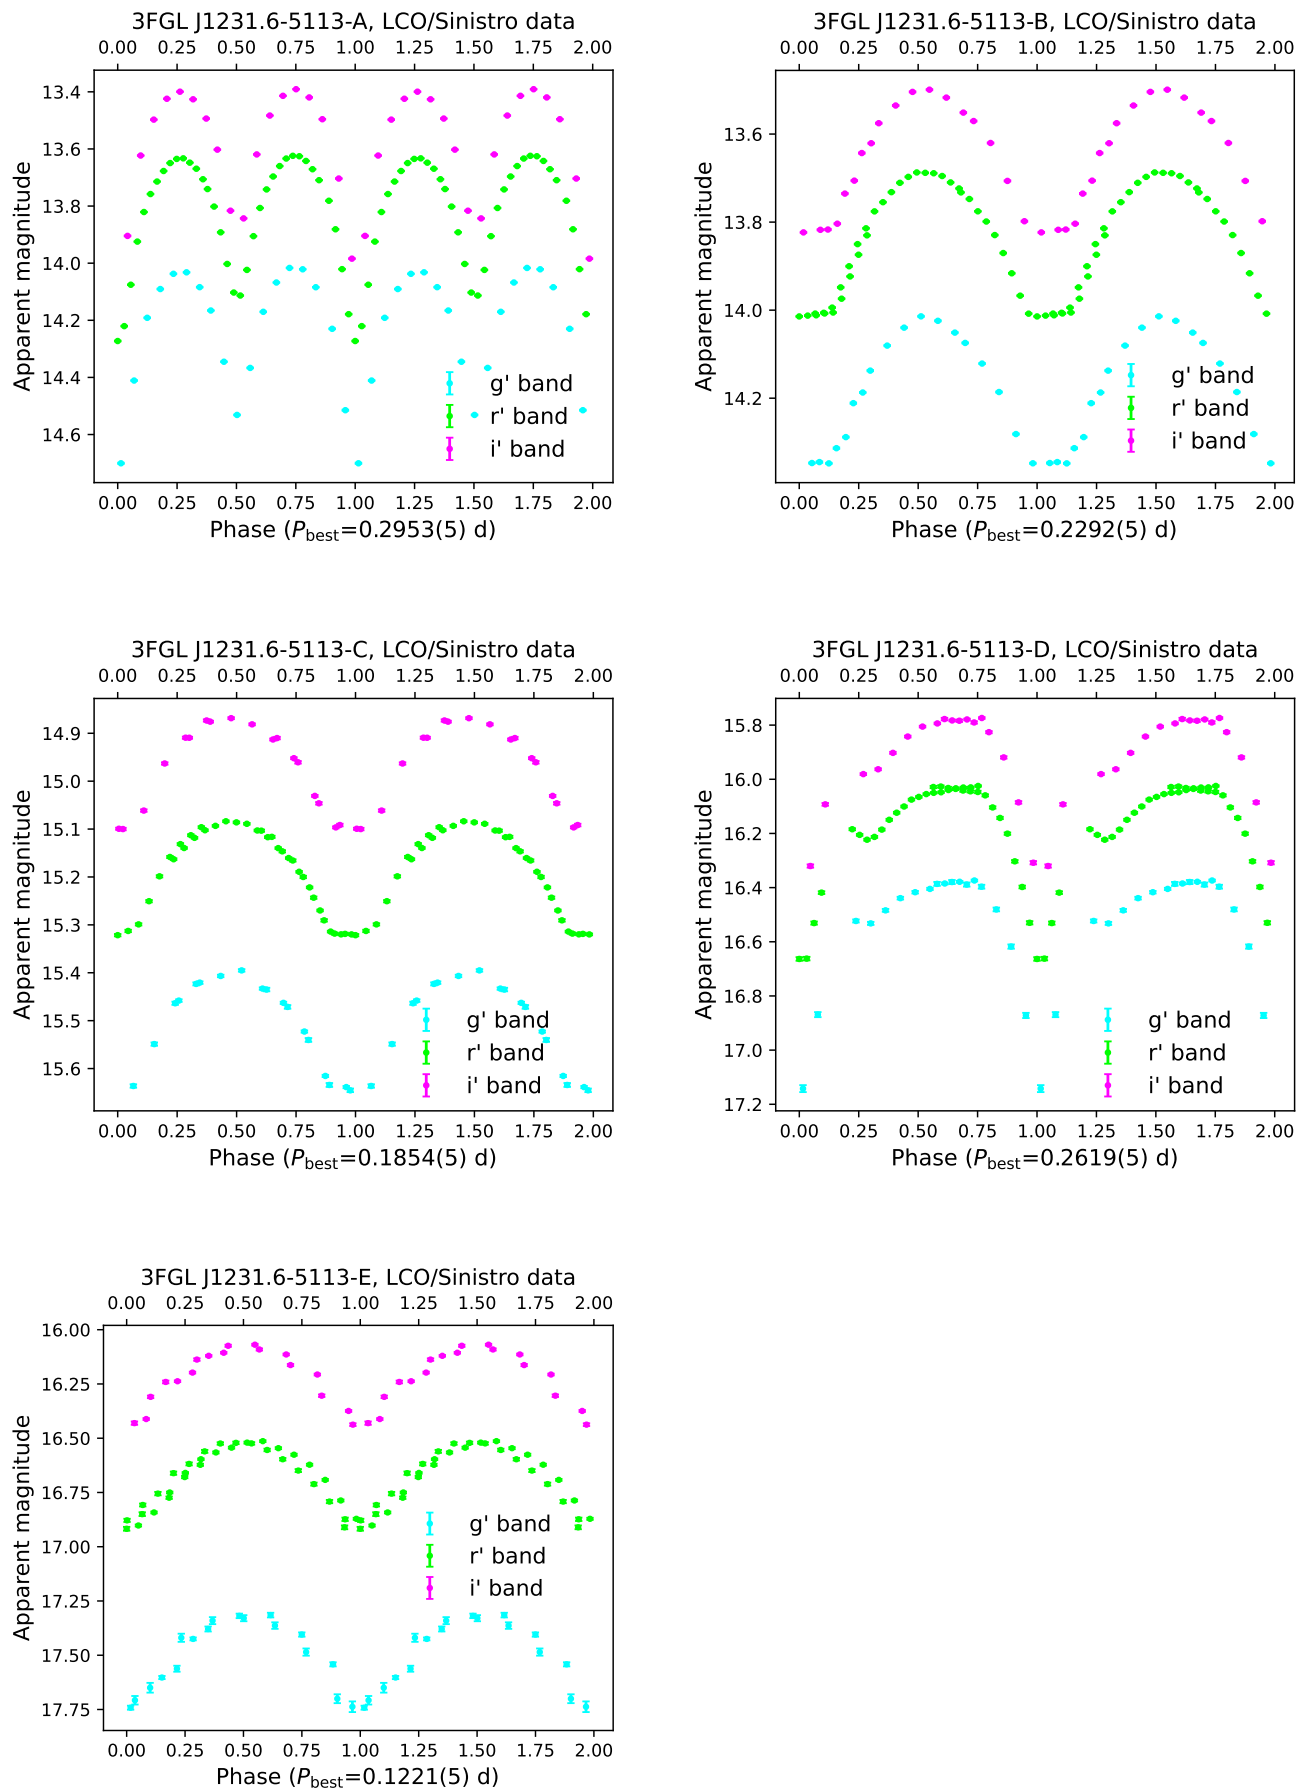 3FGL J1231.6-5113-A, LCO/Sinistro data
0.00 0.25 0.50 0.75 1.00 1.25 1.50 1.75 2.00
13.4
13.6
13.8
14.0
14.2
14.4
14.6
Apparent magnitude
g' band
r' band
i' band
0.00 0.25 0.50 0.75 1.00 1.25 1.50 1.75 2.00
Phase (P_best=0.2953(5) d)
3FGL J1231.6-5113-B, LCO/Sinistro data
0.00 0.25 0.50 0.75 1.00 1.25 1.50 1.75 2.00
13.6
13.8
14.0
14.2
Apparent magnitude
g' band
r' band
i' band
0.00 0.25 0.50 0.75 1.00 1.25 1.50 1.75 2.00
Phase (P_best=0.2292(5) d)
3FGL J1231.6-5113-C, LCO/Sinistro data
0.00 0.25 0.50 0.75 1.00 1.25 1.50 1.75 2.00
14.9
15.0
15.1
15.2
15.3
15.4
15.5
15.6
Apparent magnitude
g' band
r' band
i' band
0.00 0.25 0.50 0.75 1.00 1.25 1.50 1.75 2.00
Phase (P_best=0.1854(5) d)
3FGL J1231.6-5113-D, LCO/Sinistro data
0.00 0.25 0.50 0.75 1.00 1.25 1.50 1.75 2.00
15.8
16.0
16.2
16.4
16.6
16.8
17.0
17.2
Apparent magnitude
g' band
r' band
i' band
0.00 0.25 0.50 0.75 1.00 1.25 1.50 1.75 2.00
Phase (P_best=0.2619(5) d)
3FGL J1231.6-5113-E, LCO/Sinistro data
0.00 0.25 0.50 0.75 1.00 1.25 1.50 1.75 2.00
16.00
16.25
16.50
16.75
17.00
17.25
17.50
17.75
Apparent magnitude
g' band
r' band
i' band
0.00 0.25 0.50 0.75 1.00 1.25 1.50 1.75 2.00
Phase (P_best=0.1221(5) d)